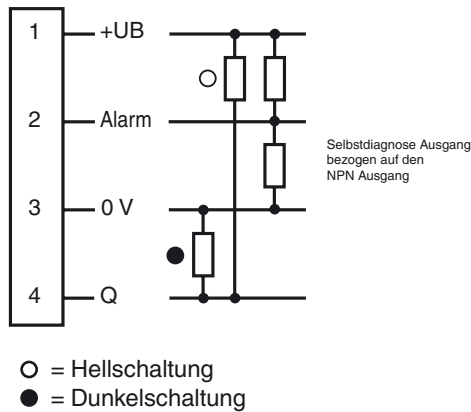 1 +UB
2 Alarm
Selbstdiagnose Ausgang
bezogen auf den
NPN Ausgang
3 0 V
4 Q
= Hellschaltung
= Dunkelschaltung